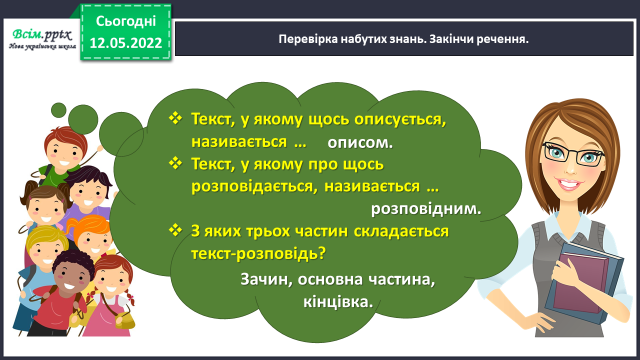 Всім.pptx
Нова українська школа
Сьогодні
12.05.2022
Перевірка набутих знань. Закінчи речення.
❖ Текст, у якому щось описується,
називається … описом.
❖ Текст, у якому про щось
розповідається, називається …
розповідним.
❖ З яких трьох частин складається
текст-розповідь?
Зачин, основна частина,
кінцівка.